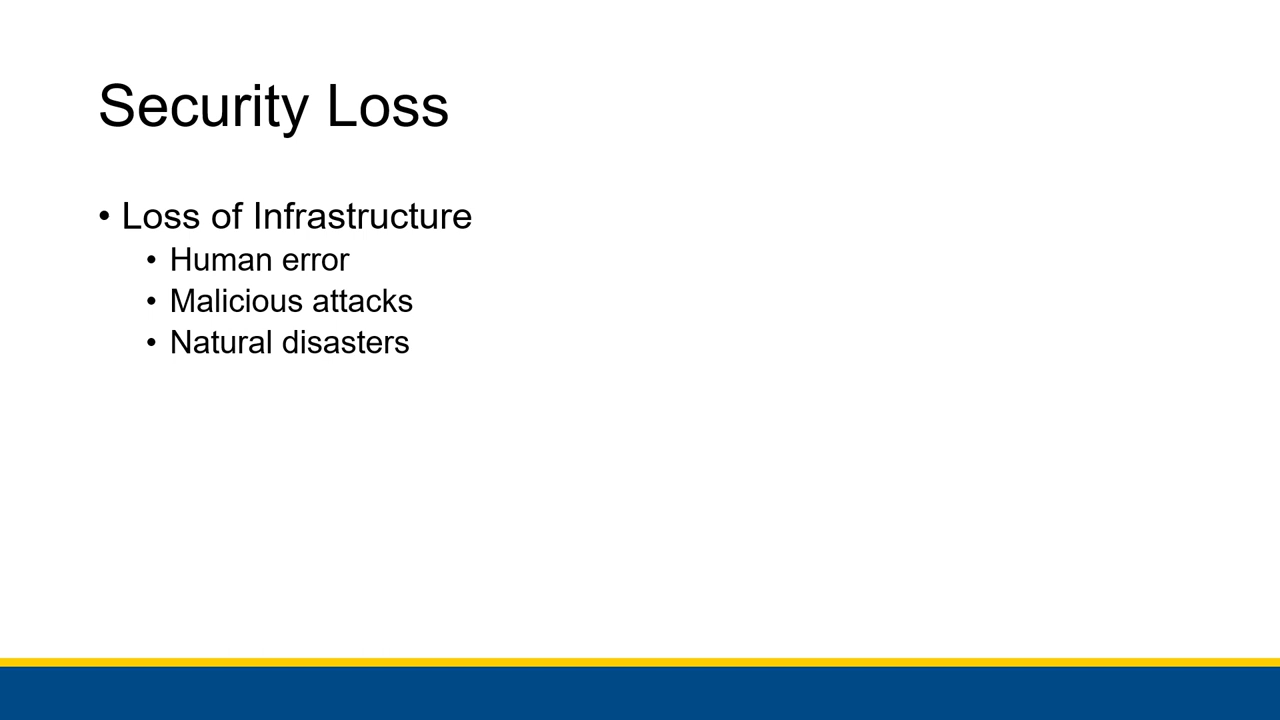 Security Loss
• Loss of Infrastructure
• Human error
• Malicious attacks
• Natural disasters